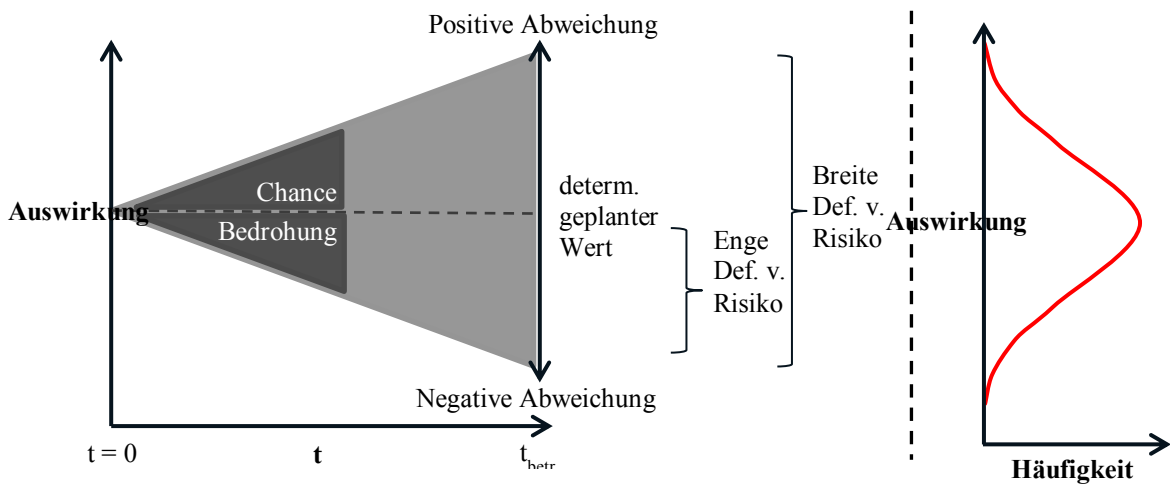 Positive Abweichung
Chance
Auswirkung
Bedrohung
determ.
geplanter
Wert
Enge
Def. v.
Risiko
Breite
Def. v.
Risiko
Negative Abweichung
t = 0
t
t betr
Auswirkung
Häufigkeit